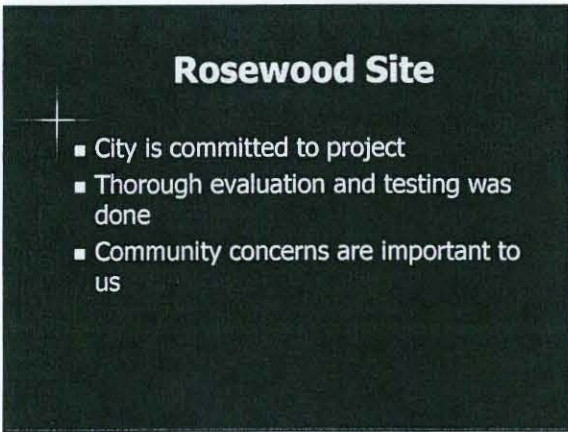 Rosewood Site
▪ City is committed to project
▪ Thorough evaluation and testing was
done
▪ Community concerns are important to
us